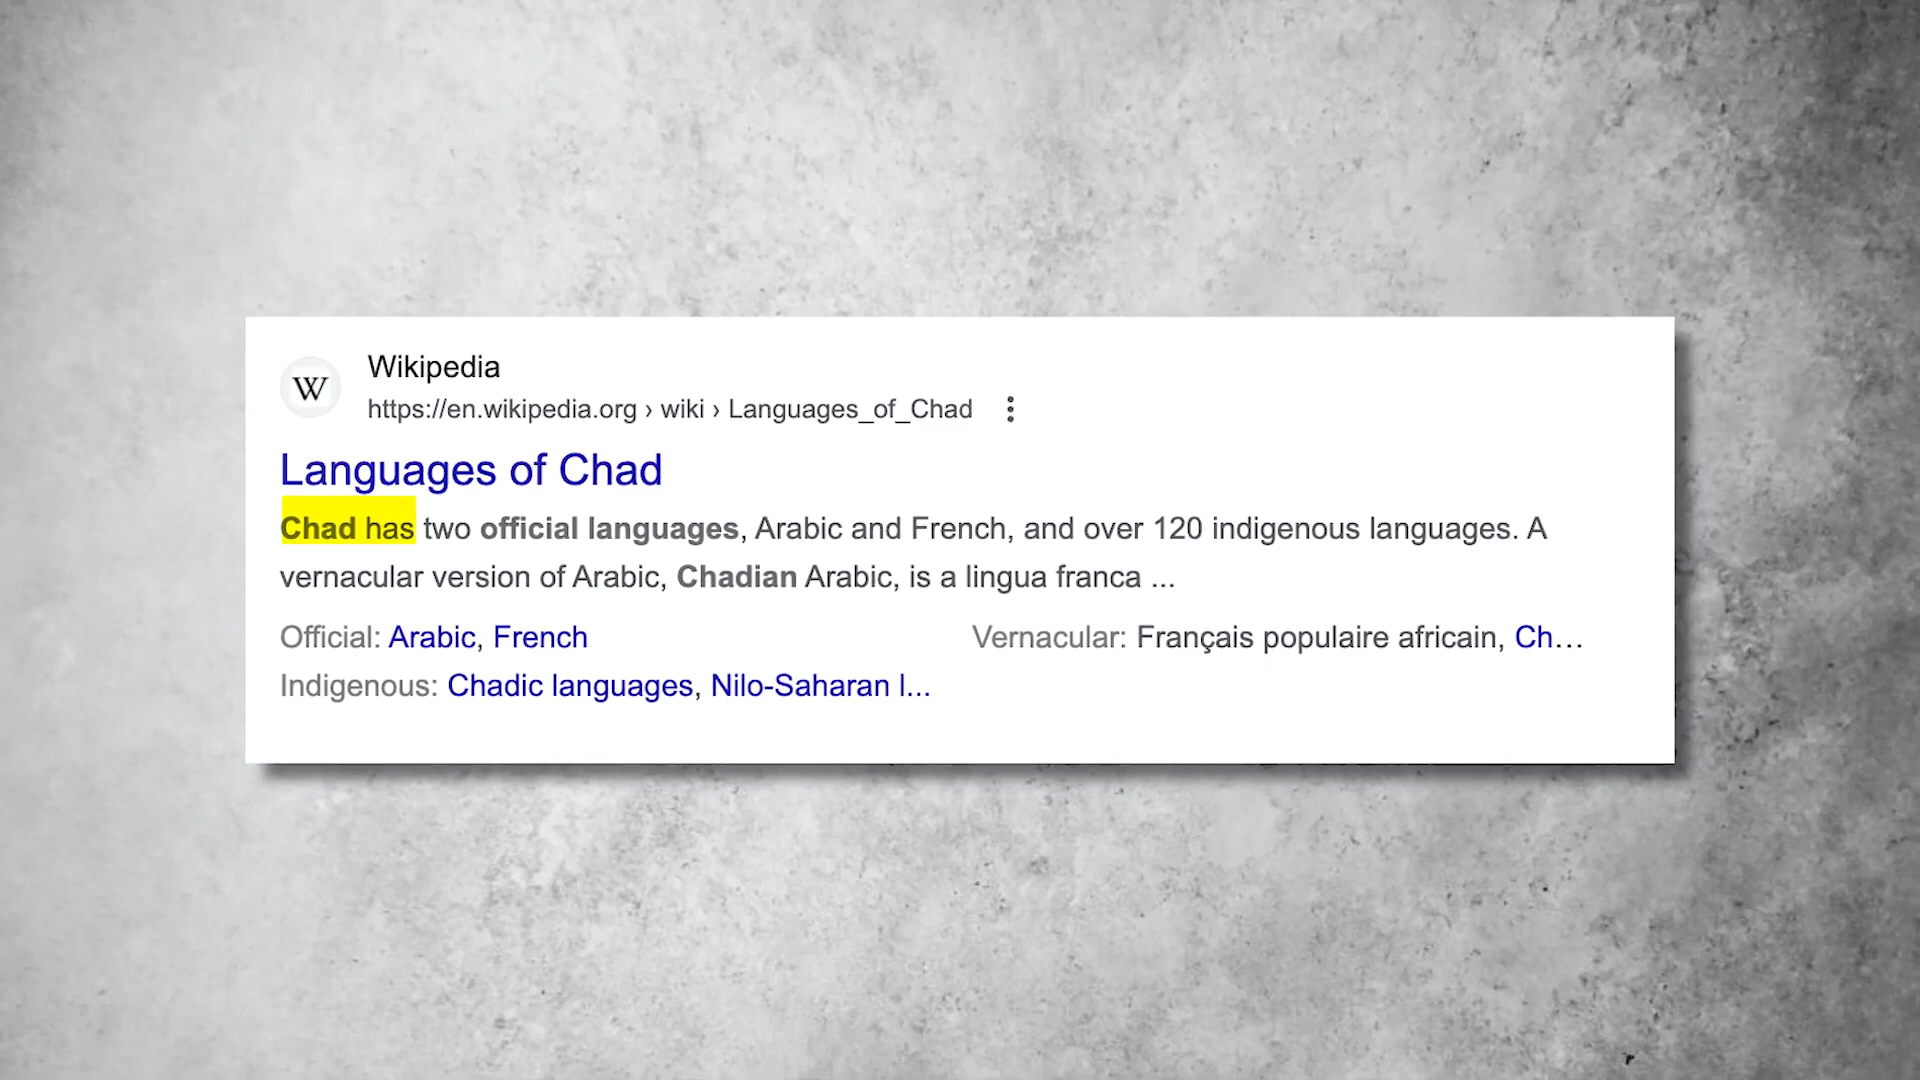 W
Wikipedia
https://en.wikipedia.org › wiki › Languages_of_Chad
Languages of Chad
Chad has two official languages, Arabic and French, and over 120 indigenous languages. A
vernacular version of Arabic, Chadian Arabic, is a lingua franca ...
Official: Arabic, French
Vernacular: Français populaire africain, Ch...
Indigenous: Chadic languages, Nilo-Saharan l...